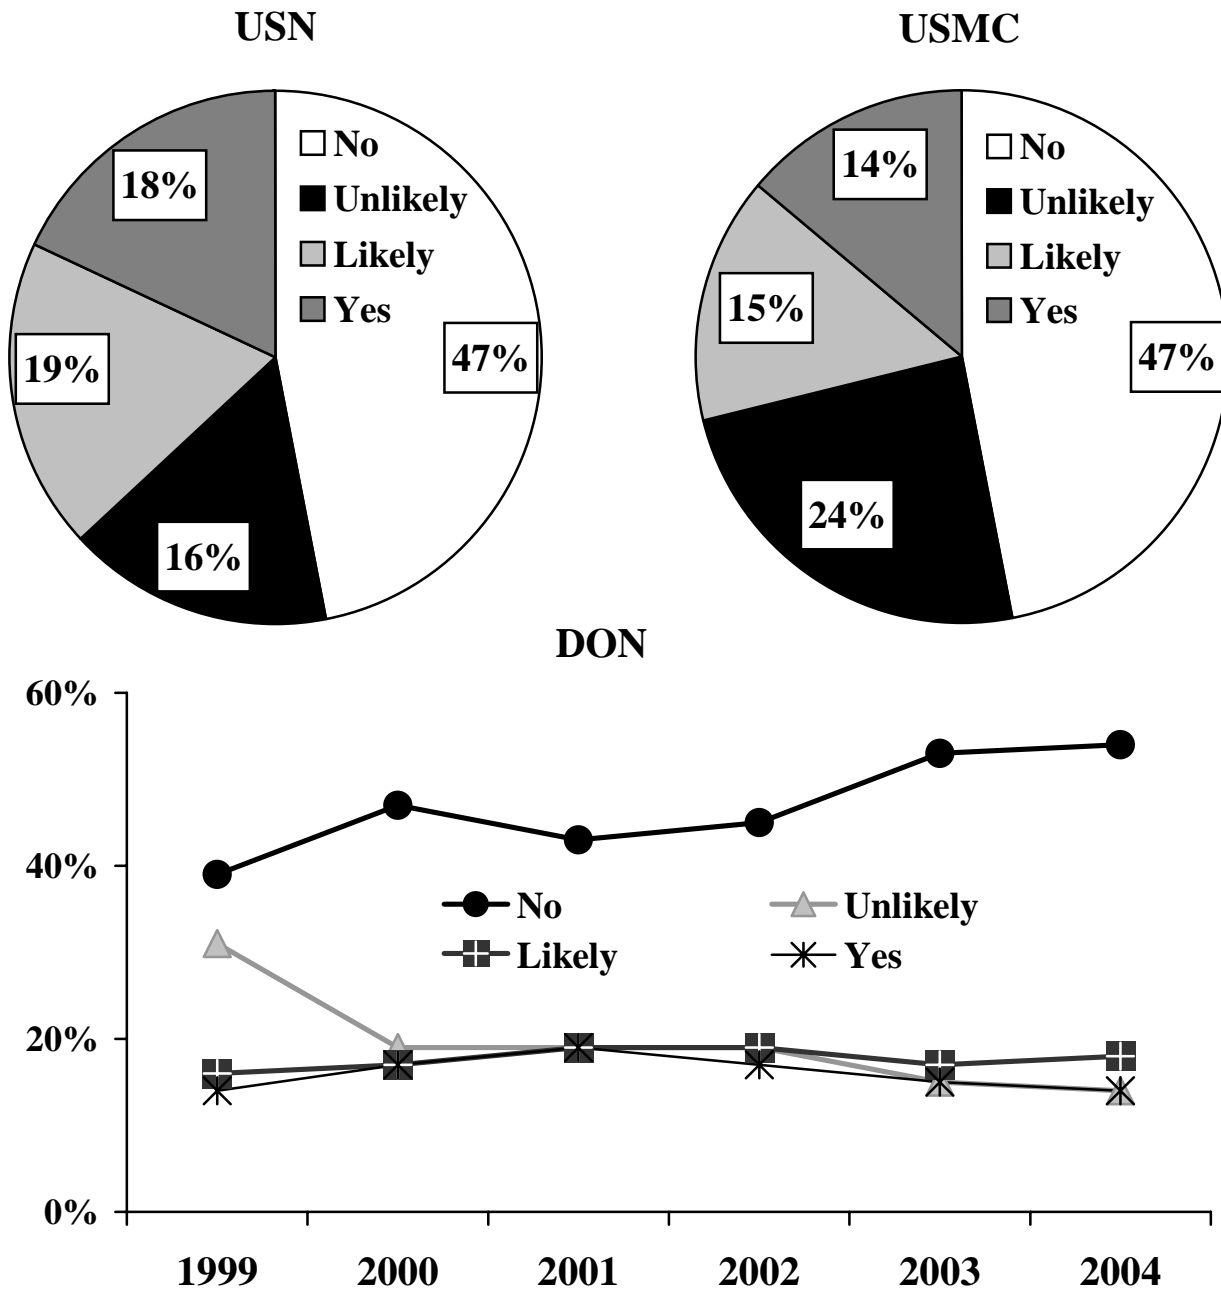 USN
USMC
No
Unlikely
Likely
Yes
18%
19%
47%
16%
No
Unlikely
Likely
Yes
14%
15%
47%
24%
DON
60%
40%
20%
0%
No
Unlikely
Likely
Yes
1999 2000 2001 2002 2003 2004